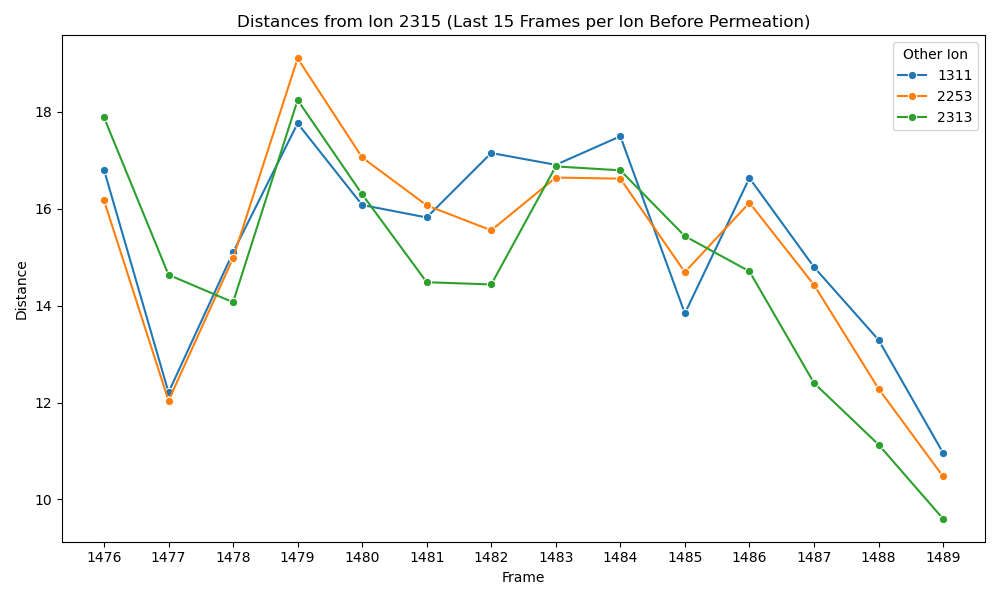 Distances from Ion 2315 (Last 15 Frames per Ion Before Permeation)
Other Ion
1311
2253
2313
Distance
18
16
14
12
10
1476 1477 1478 1479 1480 1481 1482 1483 1484 1485 1486 1487 1488 1489
Frame